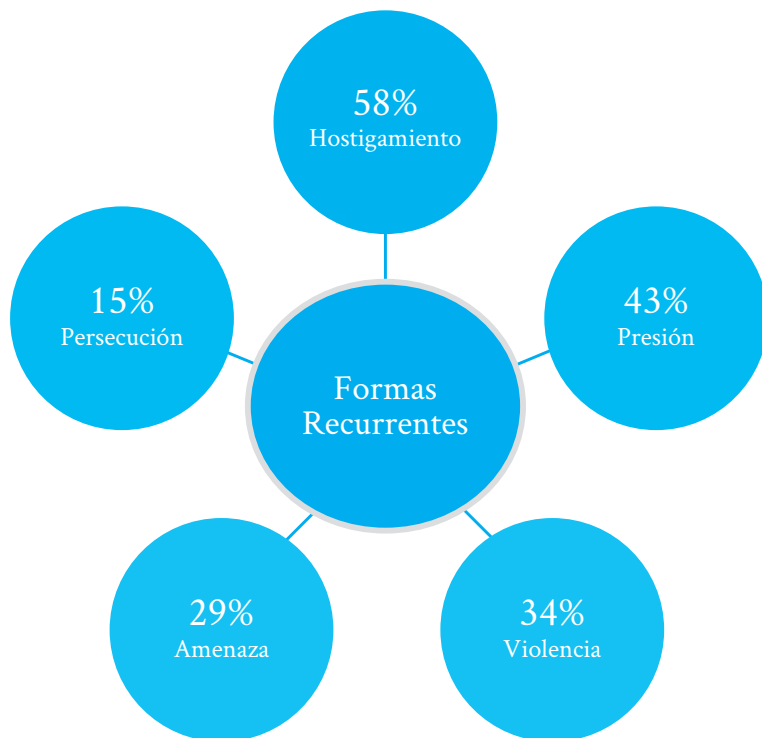 58%
Hostigamiento
15%
Persecución
43%
Presión
Formas
Recurrentes
29%
Amenaza
34%
Violencia